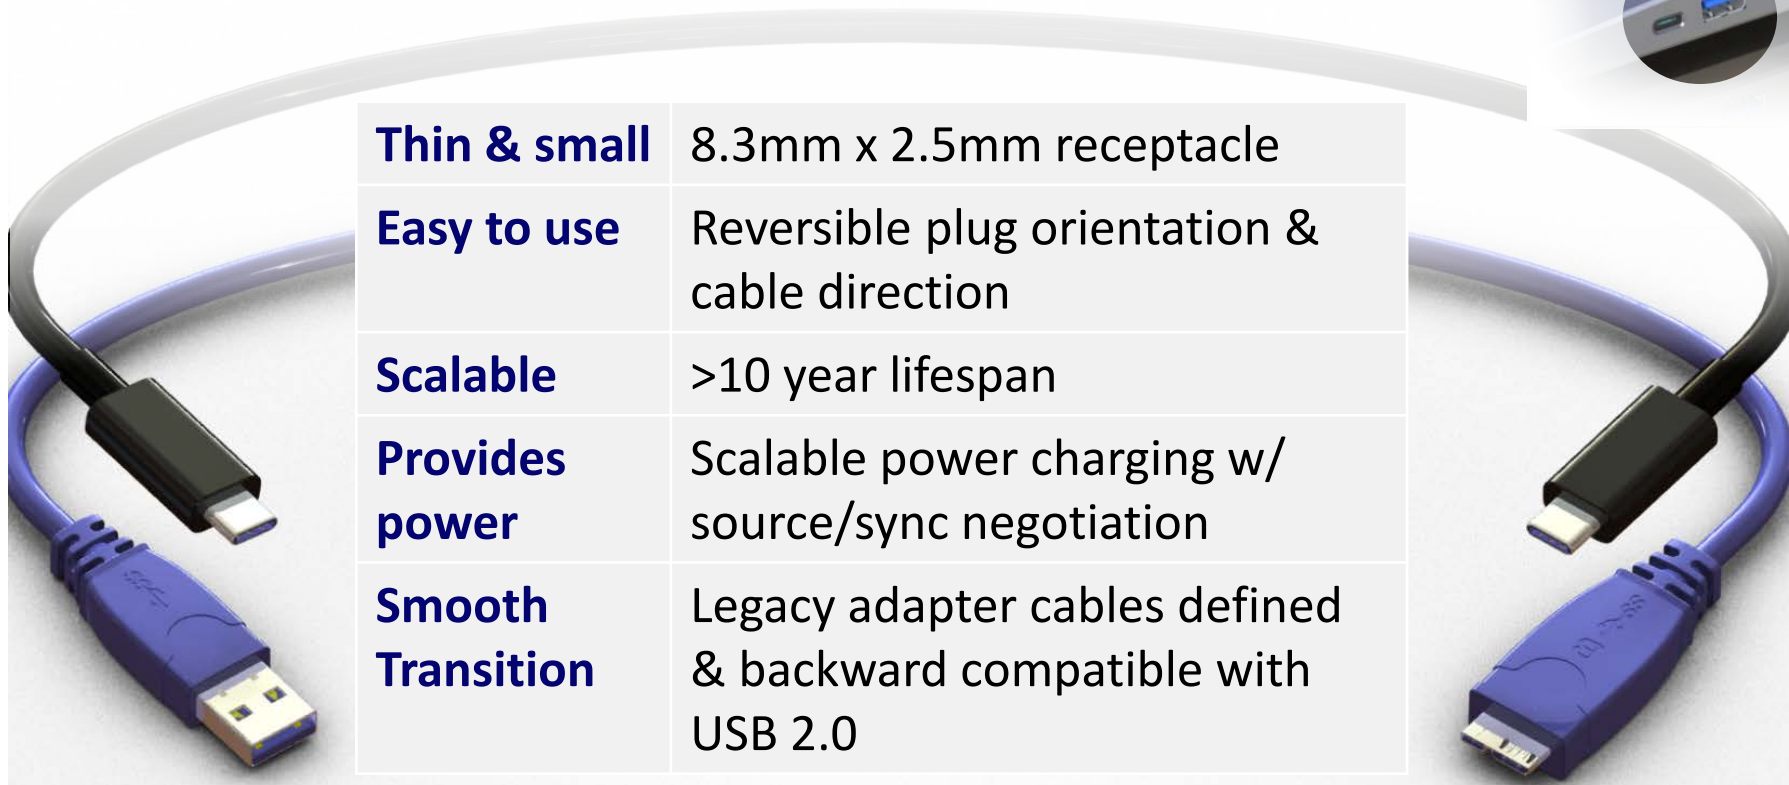 Thin & small 8.3mm x 2.5mm receptacle
Easy to use Reversible plug orientation &
cable direction
Scalable >10 year lifespan
Provides Scalable power charging w/
power source/sync negotiation
Smooth Legacy adapter cables defined
Transition & backward compatible with
USB 2.0